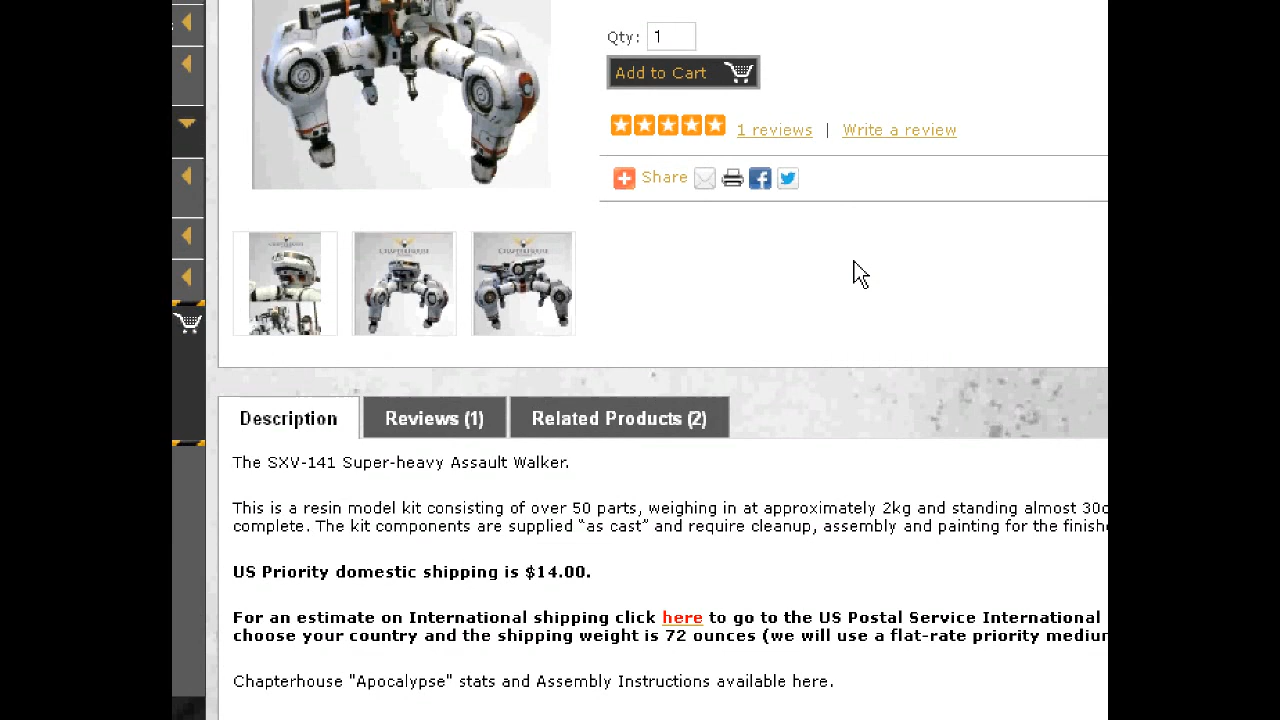 Qty: 1
Add to Cart
1 reviews | Write a review
Share
CHAPTERHOUSE
CHAPTERHOUSE
CHAPTERHOUSE
Description Reviews (1) Related Products (2)
The SXV-141 Super-heavy Assault Walker.
This is a resin model kit consisting of over 50 parts, weighing in at approximately 2kg and standing almost
complete. The kit components are supplied “as cast” and require cleanup, assembly and painting for the
US Priority domestic shipping is $14.00.
For an estimate on International shipping click here to go to the US Postal Service International
choose your country and the shipping weight is 72 ounces (we will use a flat-rate priority
Chapterhouse "Apocalypse" stats and Assembly Instructions available here.